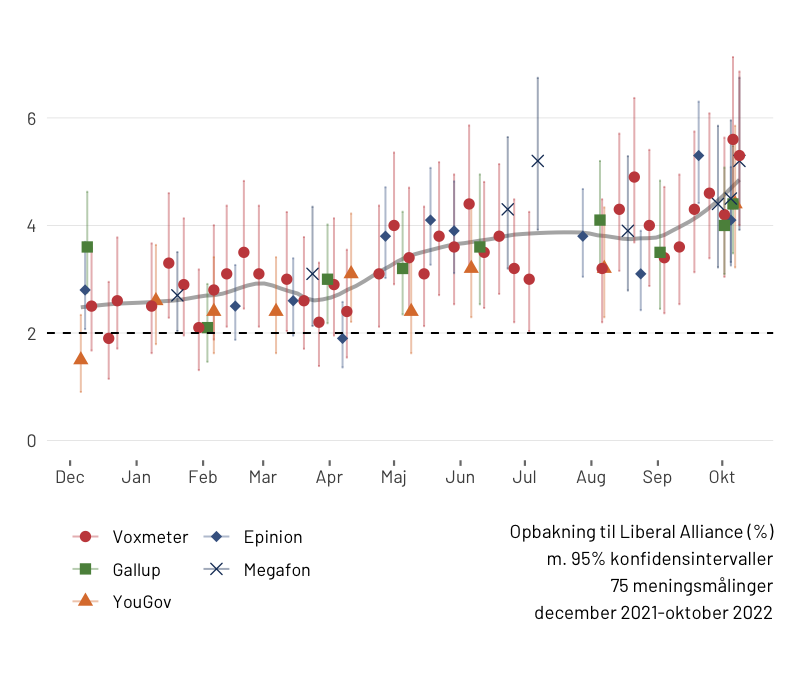 6
4
2
0
Dec Jan Feb Mar Apr Maj Jun Jul Aug Sep Okt
Voxmeter Epinion
Gallup Megafon
YouGov
Opbakning til Liberal Alliance (%)
m. 95% konfidensintervaller
75 meningsmålinger
december 2021-oktober 2022